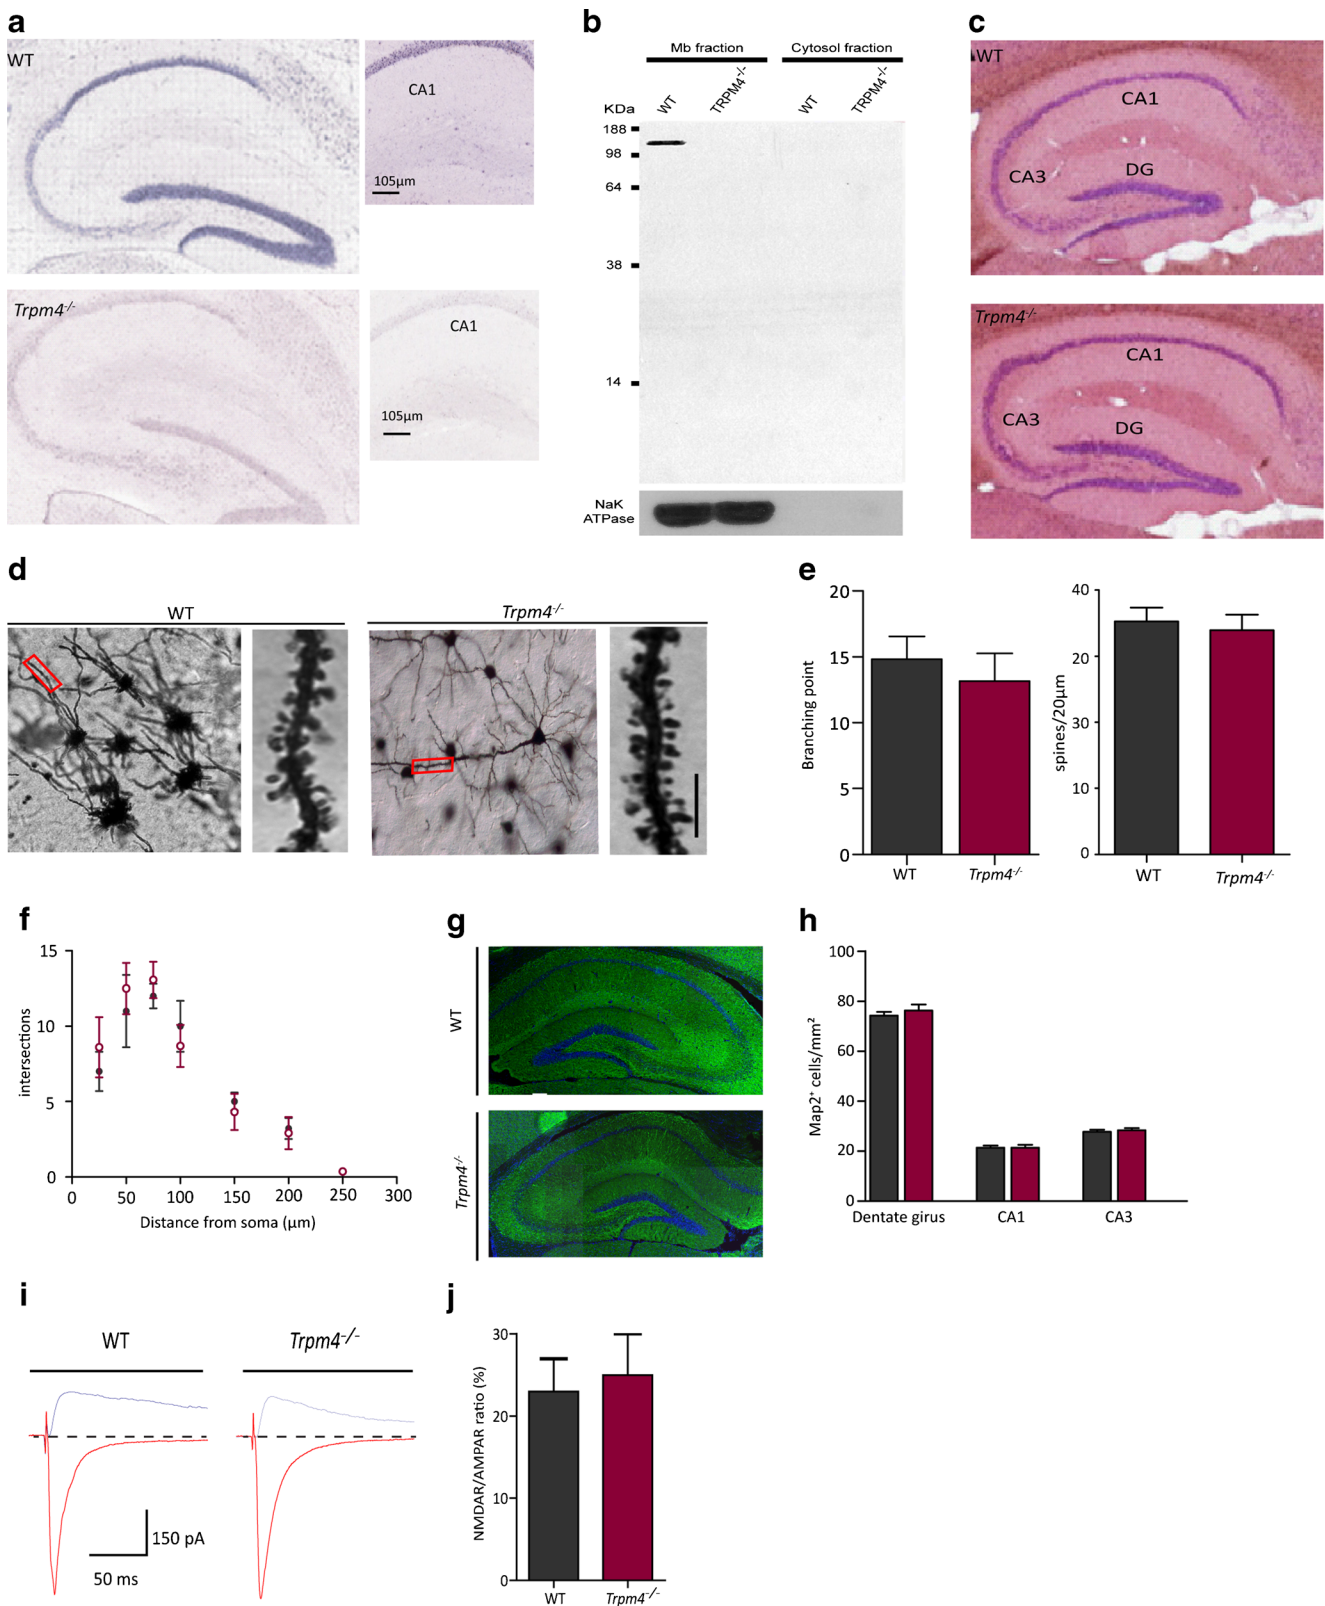 a
WT
CA1
105µm
Trpm4-/-
CA1
105µm
b
Mb fraction
Cytosol fraction
WT
TRPM4-/-
WT
TRPM4-/-
KDa
188
98
64
38
14
NaK
ATPase
c
WT
CA1
CA3
DG
Trpm4-/-
CA1
CA3
DG
d
WT
Trpm4-/-
e
Branching point
20
15
10
5
0
WT
Trpm4-/-
spines/20µm
40
20
30
10
0
WT
Trpm4-/-
f
intersections
15
10
5
0
0
50
100
150
200
250
300
Distance from soma (µm)
g
WT
Trpm4-/-
h
Map2+ cells/mm²
100
80
60
40
20
0
Dentate girus
CA1
CA3
i
WT
Trpm4-/-
150 pA
50 ms
j
NMDAR/AMPAR ratio (%)
30
20
10
0
WT
Trpm4-/-